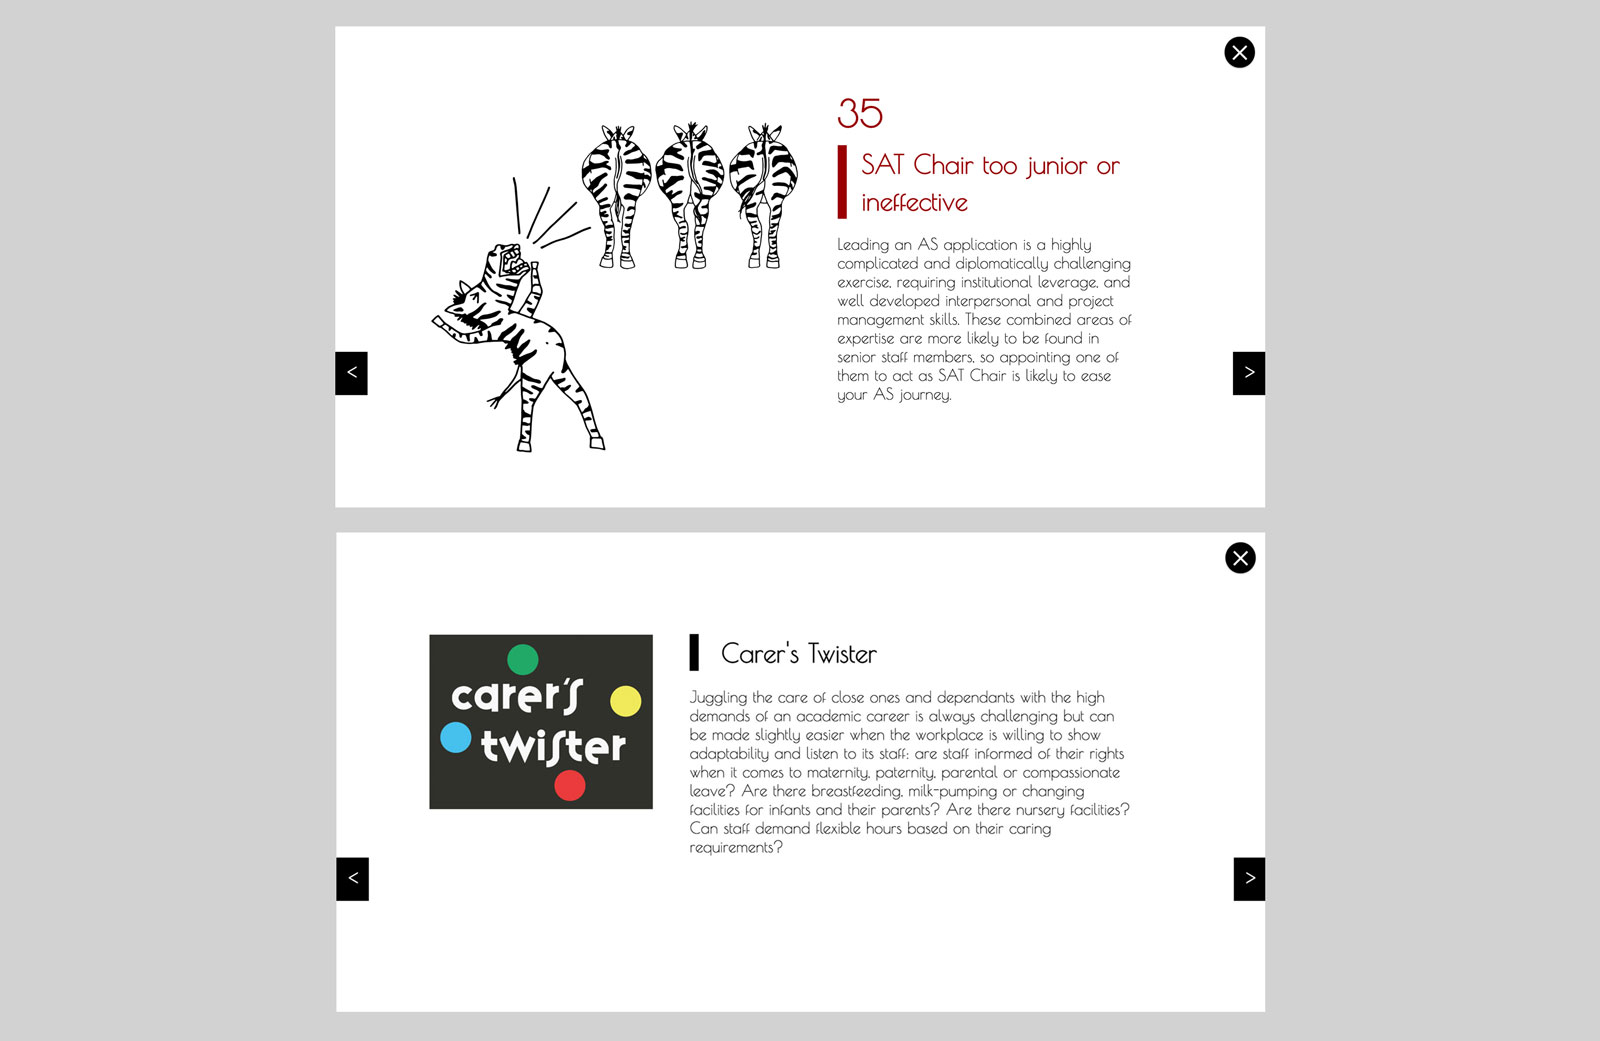 35
SAT Chair too junior or
ineffective
Leading an AS application is a highly
complicated and diplomatically challenging
exercise, requiring institutional leverage, and
well developed interpersonal and project
management skills. These combined areas of
expertise are more likely to be found in
senior staff members, so appointing one of
them to act as SAT Chair is likely to ease
your AS journey.
<
>
carer's
twister
Carer's Twister
Juggling the care of close ones and dependants with the high
demands of an academic career is always challenging but can
be made slightly easier when the workplace is willing to show
adaptability and listen to its staff: are staff informed of their rights
when it comes to maternity, paternity, parental or compassionate
leave? Are there breastfeeding, milk-pumping or changing
facilities for infants and their parents? Are there nursery facilities?
Can staff demand flexible hours based on their caring
requirements?
<
>